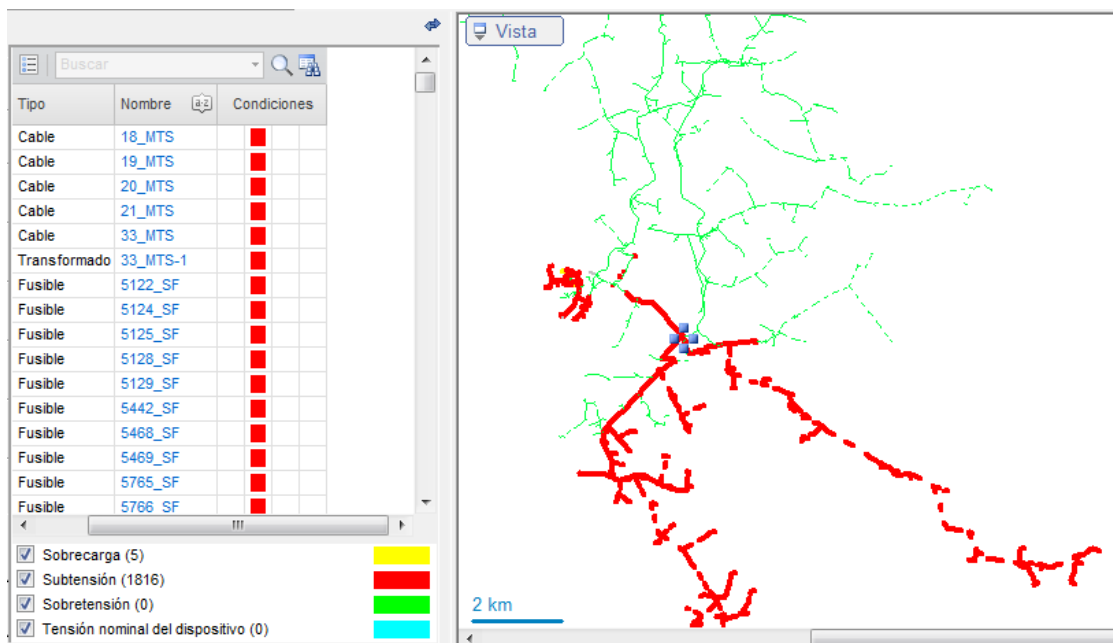 Vista
Buscar
Tipo Nombre a-z Condiciones
Cable 18_MTS
Cable 19_MTS
Cable 20_MTS
Cable 21_MTS
Cable 33_MTS
Transformado 33_MTS-1
Fusible 5122_SF
Fusible 5124_SF
Fusible 5125_SF
Fusible 5128_SF
Fusible 5129_SF
Fusible 5442_SF
Fusible 5468_SF
Fusible 5469_SF
Fusible 5765_SF
Fusible 5766_SF
Sobrecarga (5)
Subtensión (1816)
Sobretensión (0)
Tensión nominal del dispositivo (0)
2 km